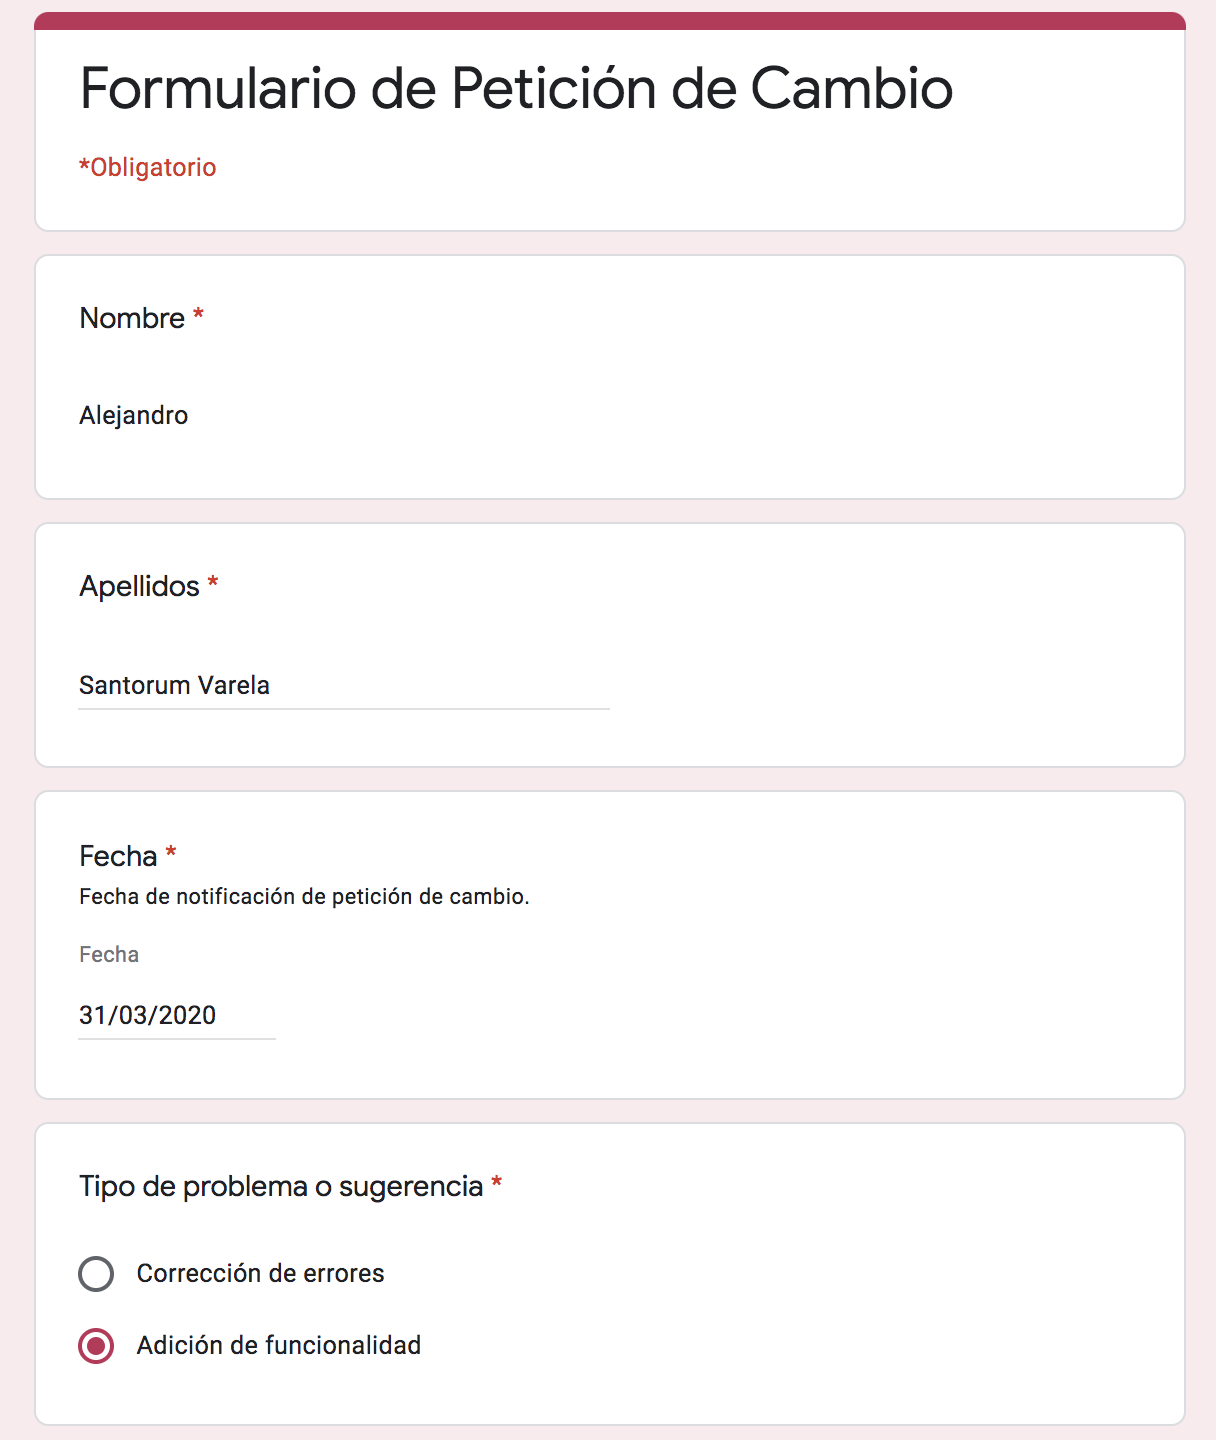 Formulario de Petición de Cambio
*Obligatorio
Nombre *
Alejandro
Apellidos *
Santorum Varela
Fecha *
Fecha de notificación de petición de cambio.
Fecha
31/03/2020
Tipo de problema o sugerencia *
Corrección de errores
Adición de funcionalidad